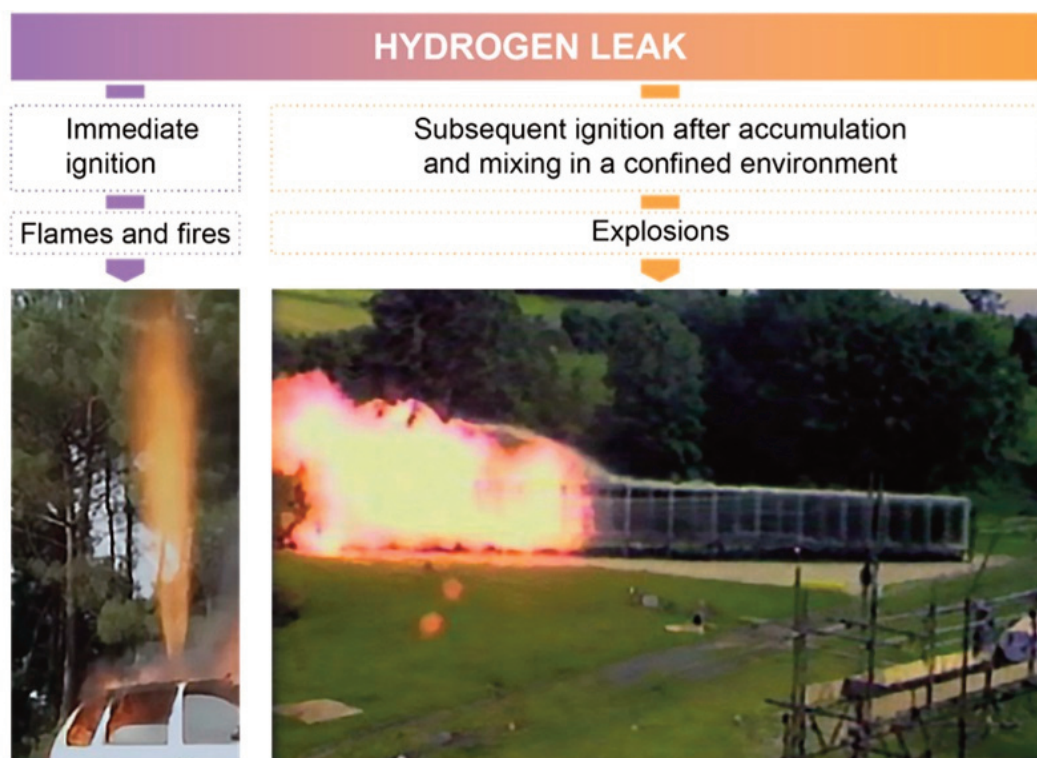 HYDROGEN LEAK
Immediate
ignition
Flames and fires
Subsequent ignition after accumulation
and mixing in a confined environment
Explosions